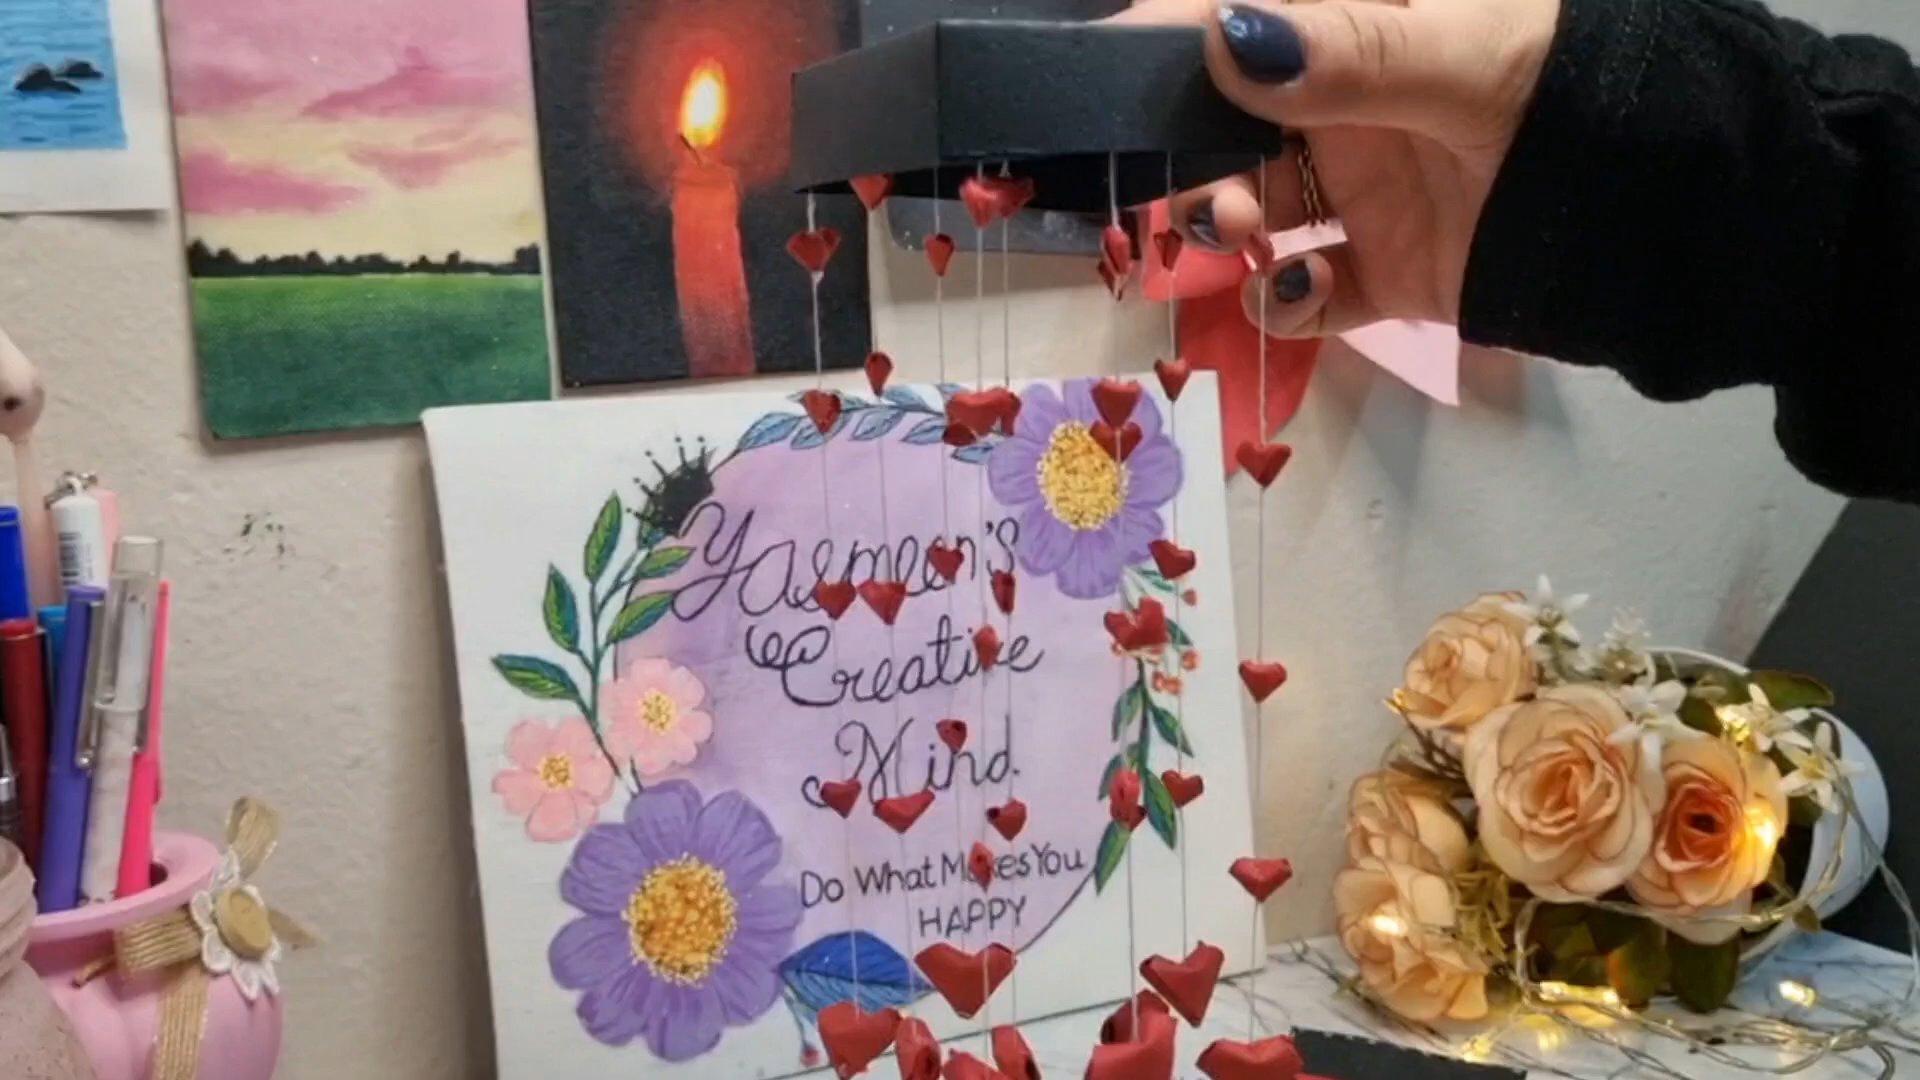 Yasmeen's
Creative
Mind
Do What Makes You
HAPPY